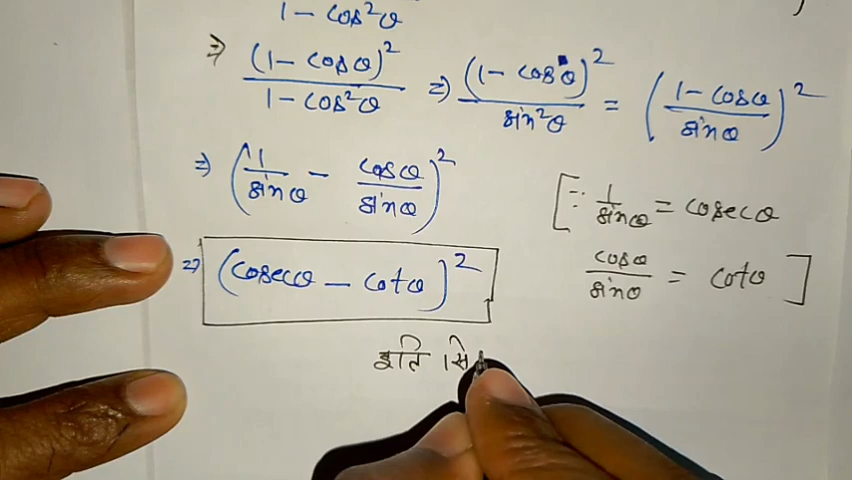 1 - cos²θ
⇒ (1 - cosθ)² / 1 - cos²θ ⇒ (1 - cosθ)² / sin²θ = (1 - cosθ / sinθ)²
⇒ (1 / sinθ - cosθ / sinθ)²
[∵ 1 / sinθ = cosecθ
cosθ / sinθ = cotθ]
⇒ (cosecθ - cotθ)²
इति सि